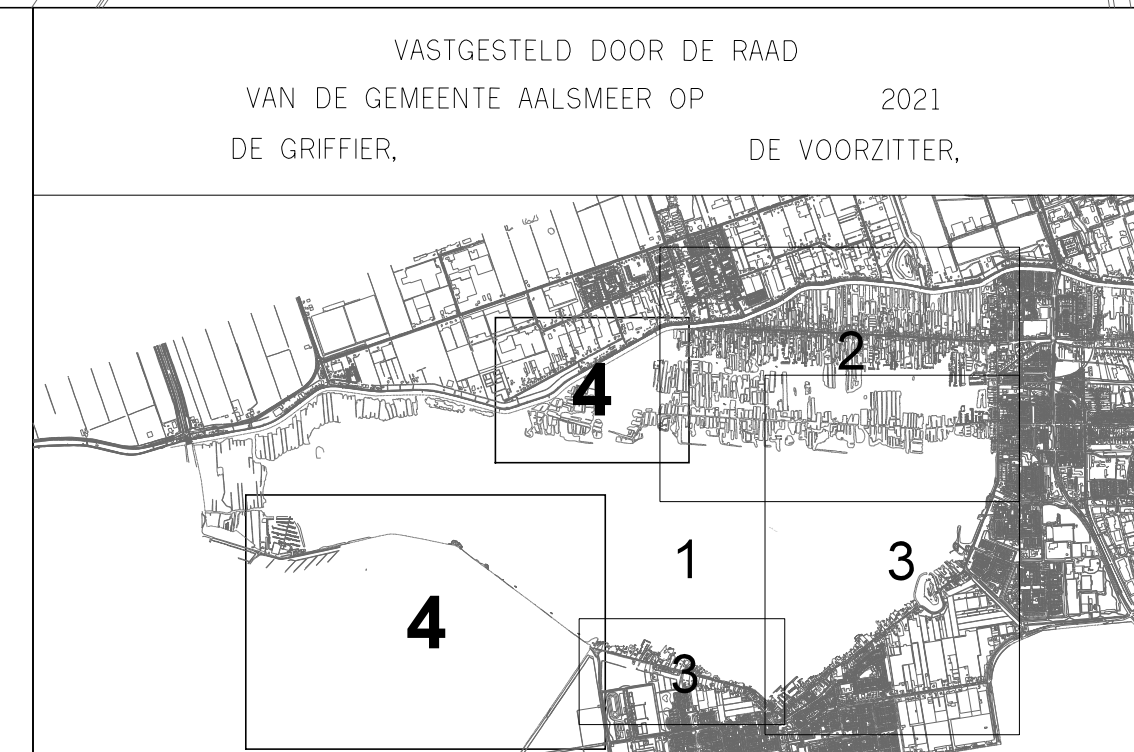 VASTGESTELD DOOR DE RAAD
VAN DE GEMEENTE AALSMEER OP 2021
DE GRIFFIER, DE VOORZITTER,
2
4
1 3
4
3